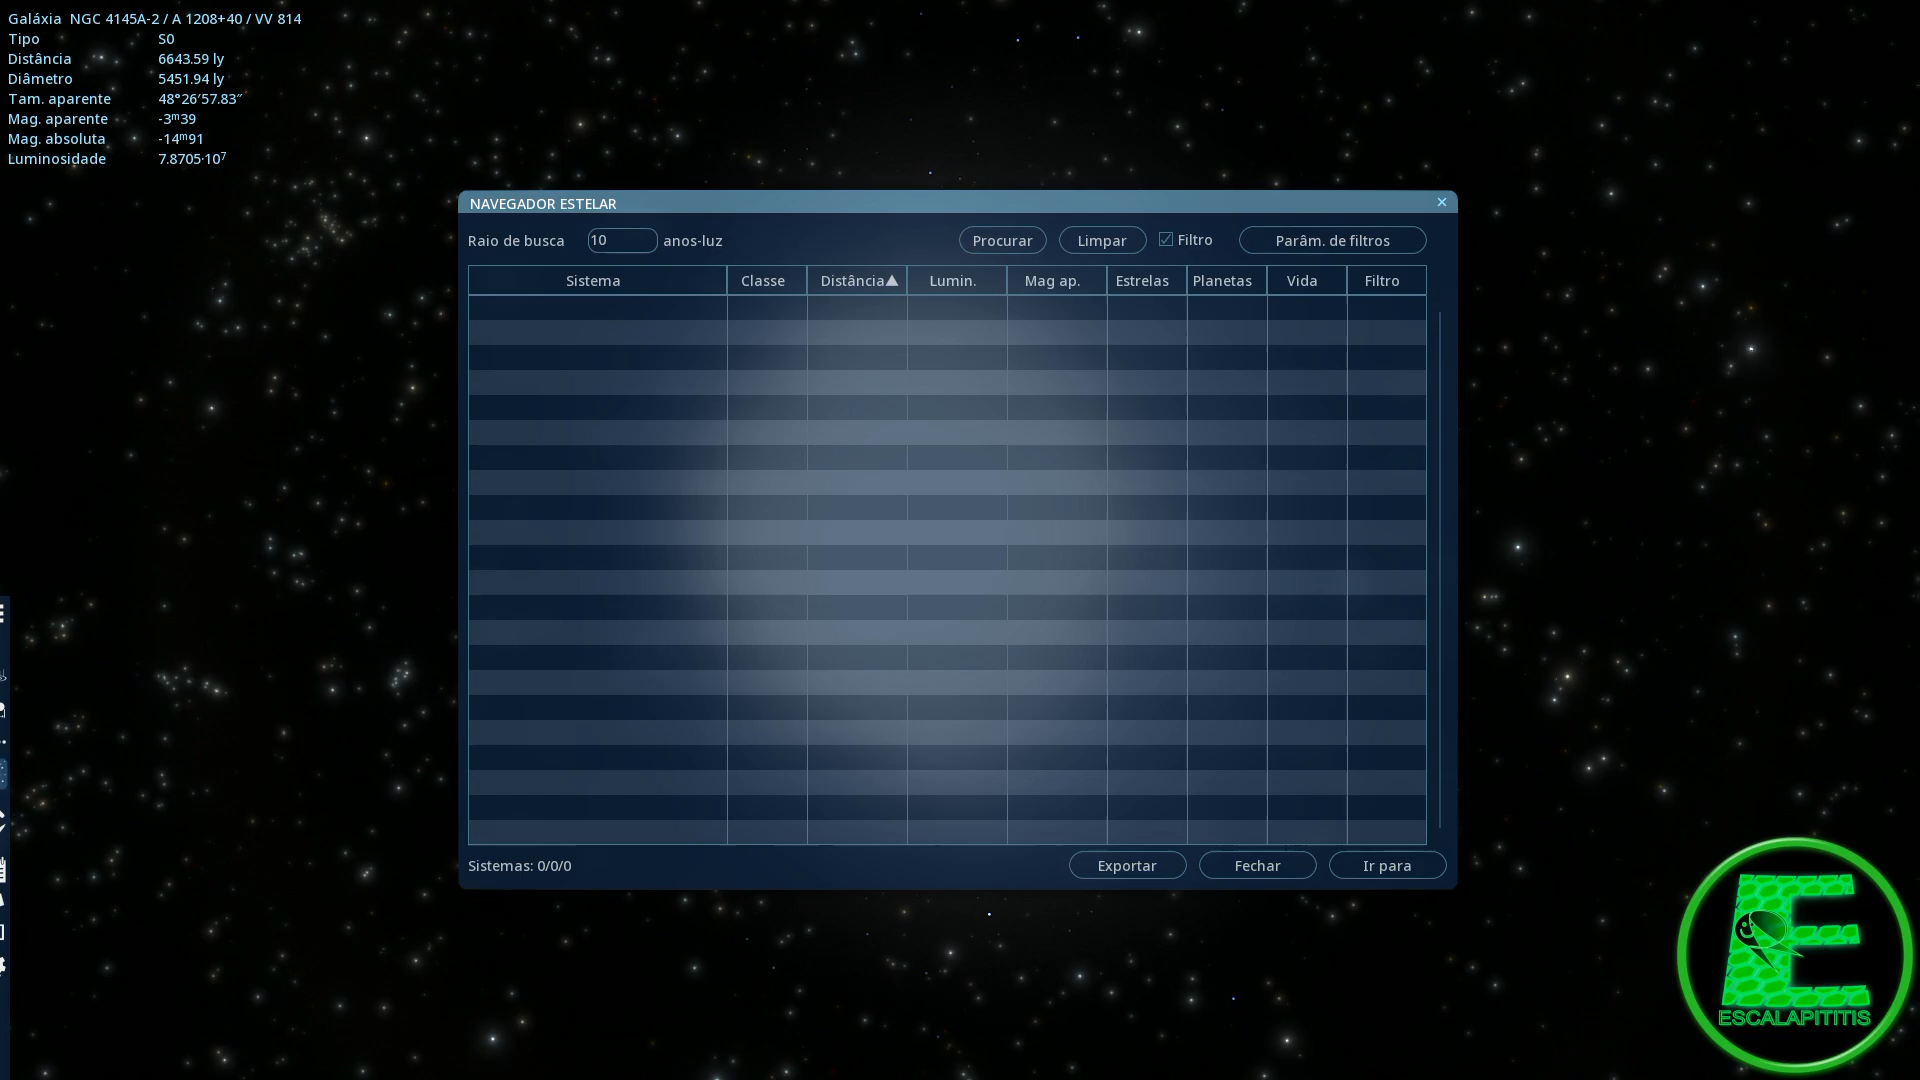 Galáxia NGC 4145A-2 / A 1208+40 / VV 814
Tipo S0
Distância 6643.59 ly
Diâmetro 5451.94 ly
Tam. aparente 48°26′57.83″
Mag. aparente -3ᵐ39
Mag. absoluta -14ᵐ91
Luminosidade 7.8705·10⁷
NAVEGADOR ESTELAR
Raio de busca 10 anos-luz Procurar Limpar Filtro Parâm. de filtros
Sistema Classe Distância▲ Lumin. Mag ap. Estrelas Planetas Vida Filtro
Sistemas: 0/0/0 Exportar Fechar Ir para
E
ESCALAPITITIS